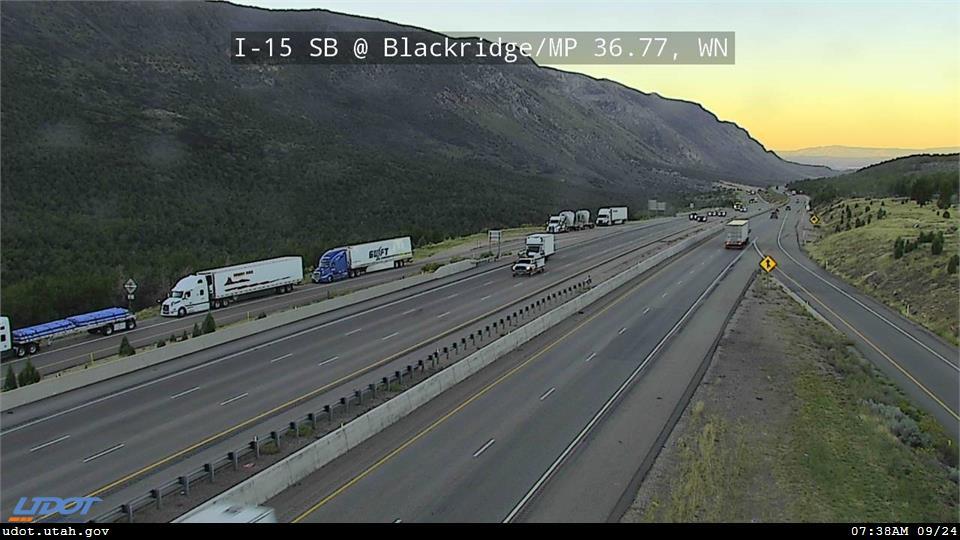 I-15 SB @ Blackridge/MP 36.77, WN
SWIFT
UDOT
udot.utah.gov
07:38AM 09/24